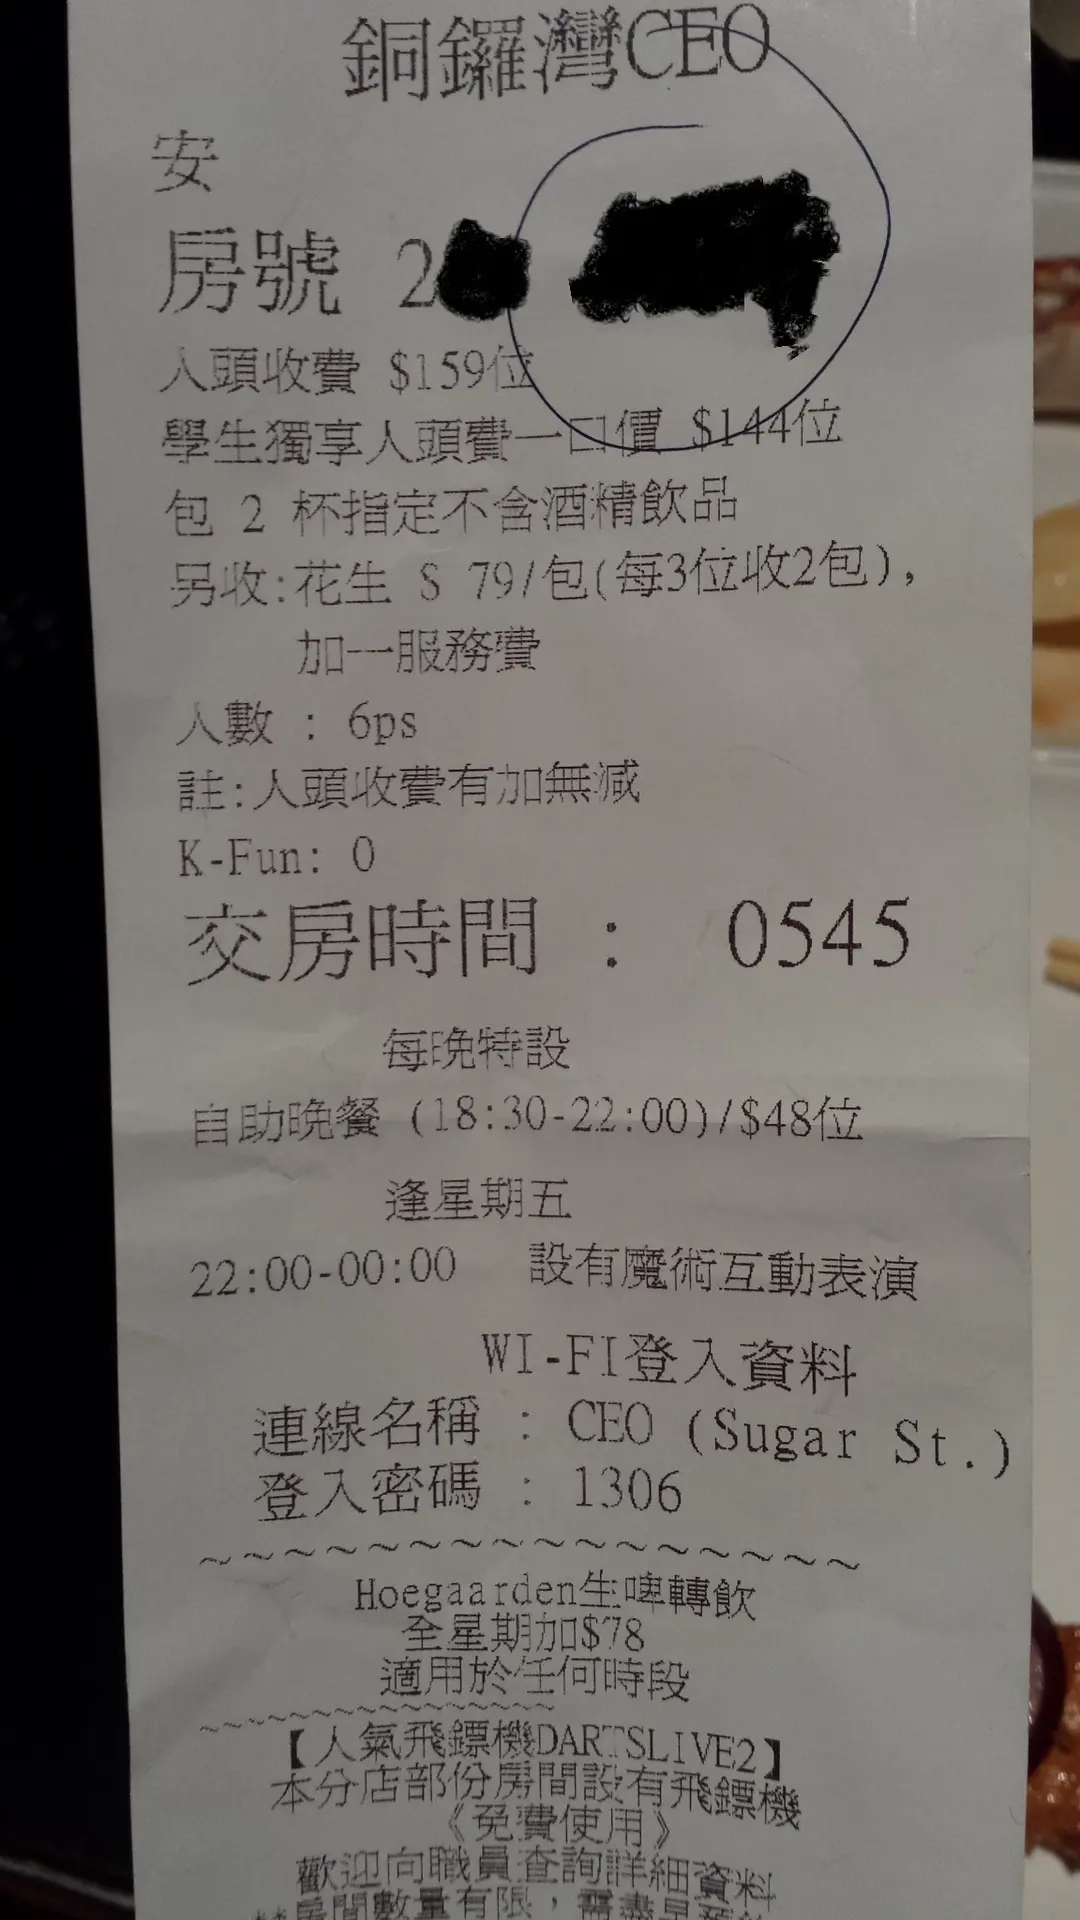 銅鑼灣CEO
安
房號 2
人頭收費 $159位
學生獨享人頭費一口價 $144位
包 2 杯指定不含酒精飲品
另收:花生 $ 79/包(每3位收2包),
加一服務費
人數 : 6ps
註:人頭收費有加無減
K-Fun: 0
交房時間 : 0545
每晚特設
自助晚餐 (18:30-22:00)/$48位
逢星期五
22:00-00:00 設有魔術互動表演
WI-FI登入資料
連線名稱 : CEO (Sugar St.)
登入密碼 : 1306
~~~~~~~~~~~~~~~~
Hoegaarden生啤轉飲
全星期加$78
適用於任何時段
~~~~~~~~~~~~~~~~
【人氣飛鏢機DARTSLIVE2】
本分店部份房間設有飛鏢機
《免費使用》
歡迎向職員查詢詳細資料
**房間數量有限，需盡早